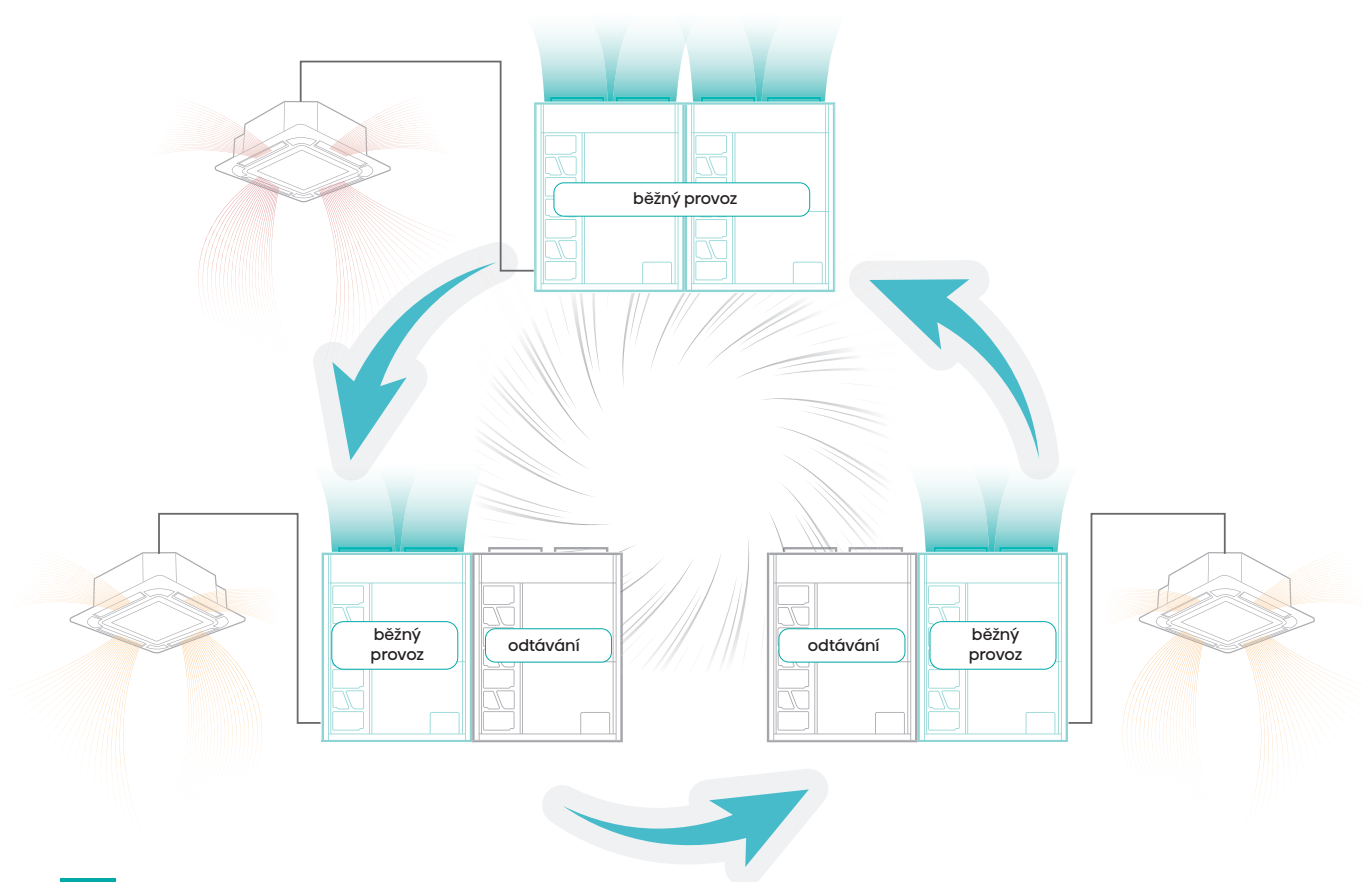 běžný provoz
běžný
provoz
odtávání
odtávání
běžný
provoz